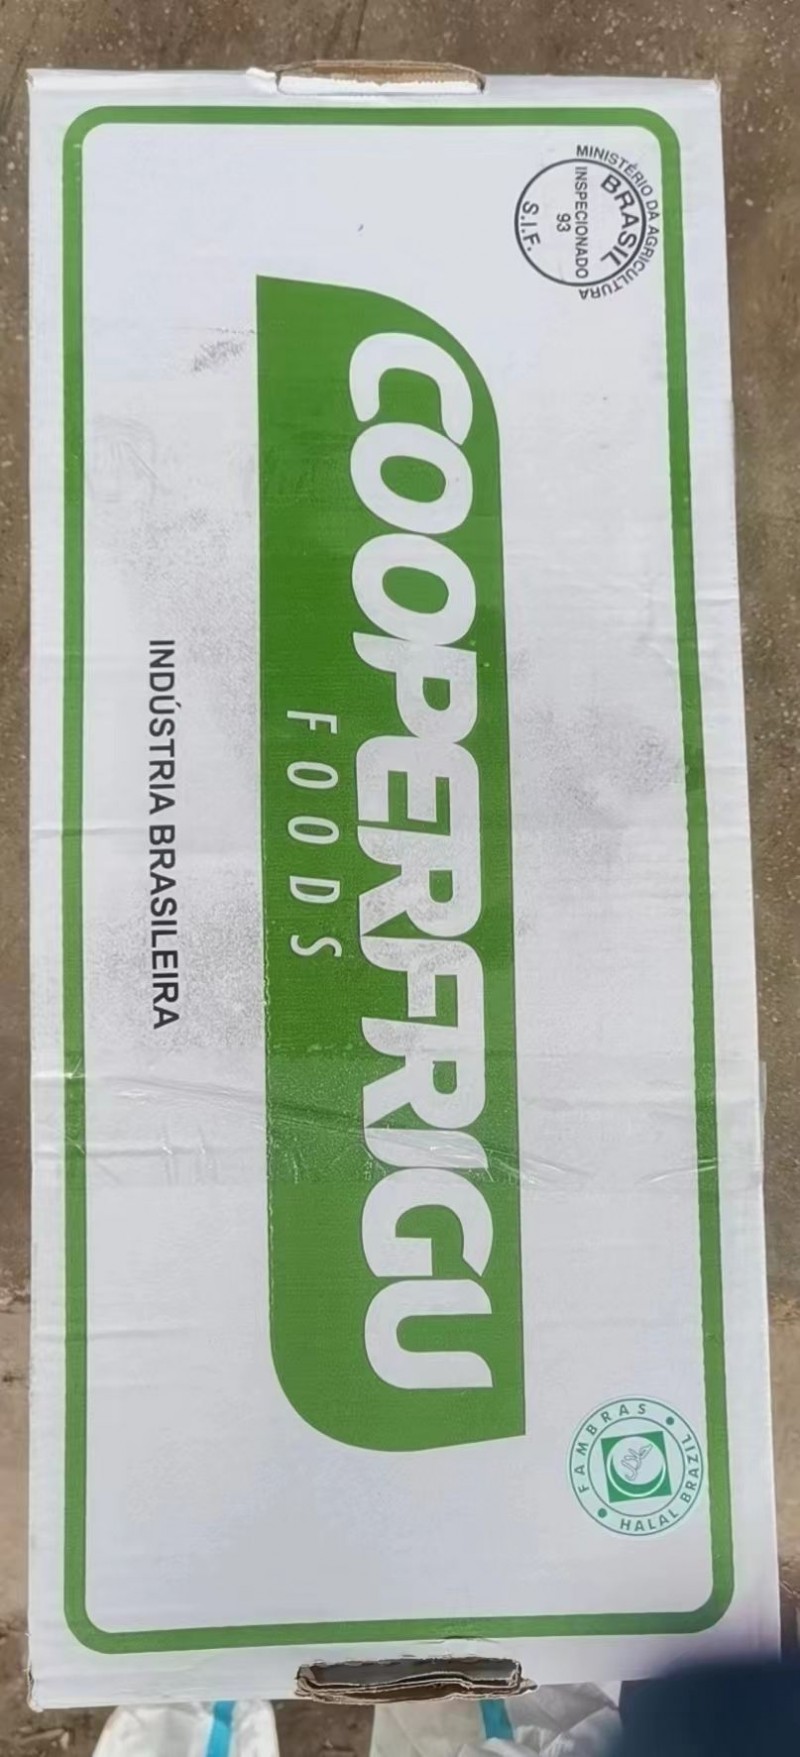 MINISTÉRIO DA AGRICULTURA
BRASIL
INSPECIONADO
93
S.I.F.
COOPERFRIGU
FOODS
INDÚSTRIA BRASILEIRA
FAMBRAS
HALAL BRAZIL